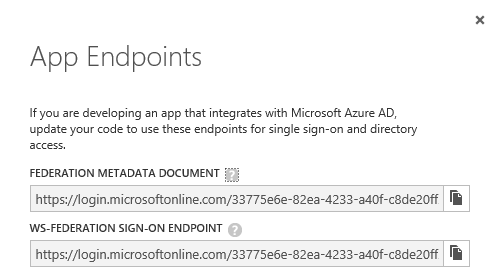 App Endpoints
If you are developing an app that integrates with Microsoft Azure AD,
update your code to use these endpoints for single sign-on and directory
access.
FEDERATION METADATA DOCUMENT ?
https://login.microsoftonline.com/33775e6e-82ea-4233-a40f-c8de20ff
WS-FEDERATION SIGN-ON ENDPOINT ?
https://login.microsoftonline.com/33775e6e-82ea-4233-a40f-c8de20ff